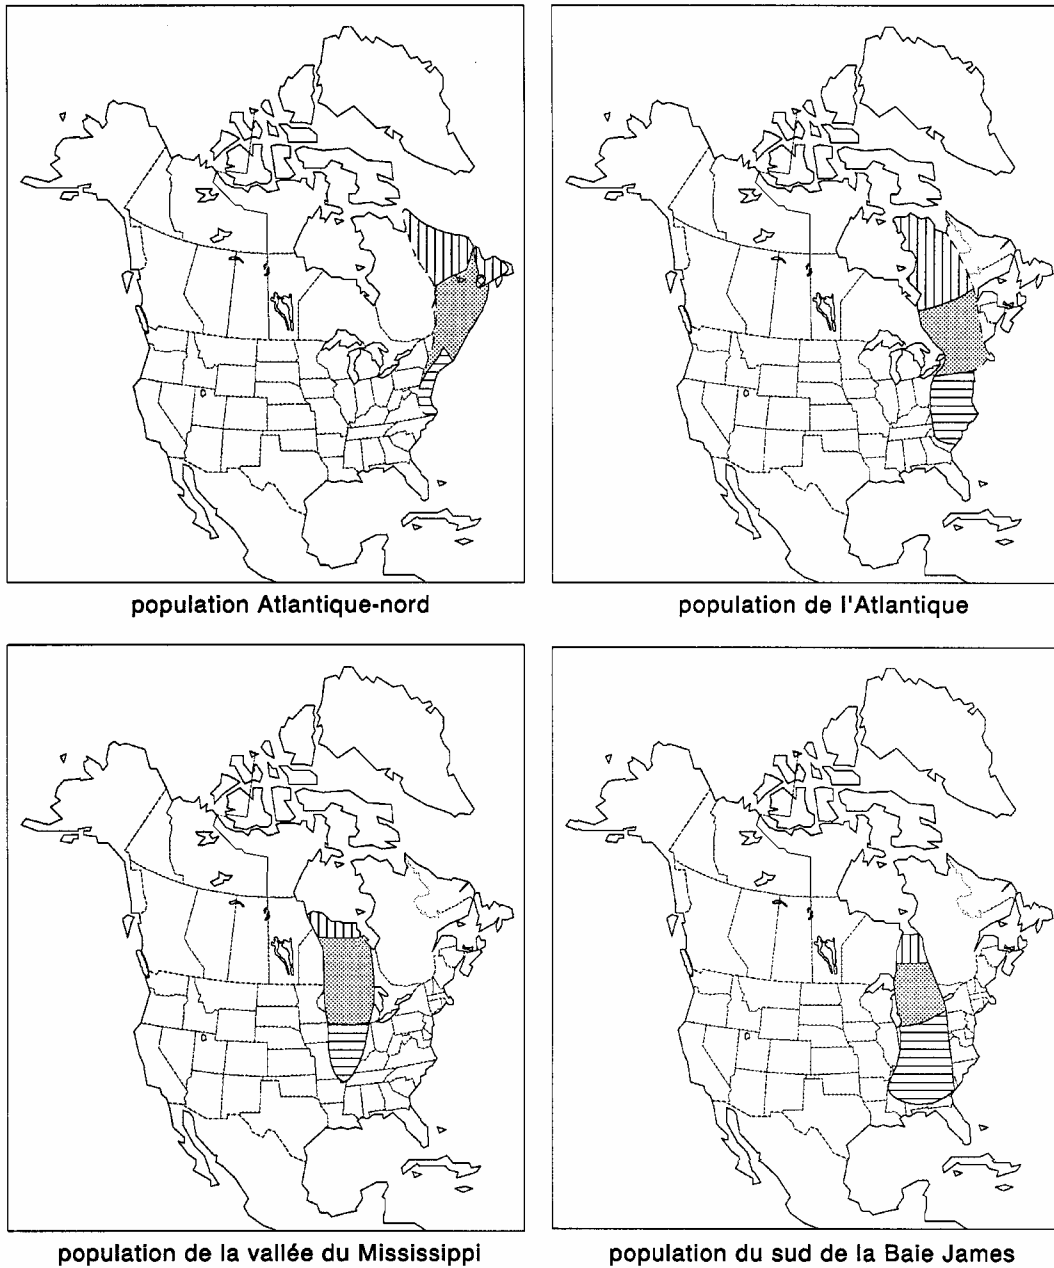 population Atlantique-nord
population de l'Atlantique
population de la vallée du Mississippi
population du sud de la Baie James